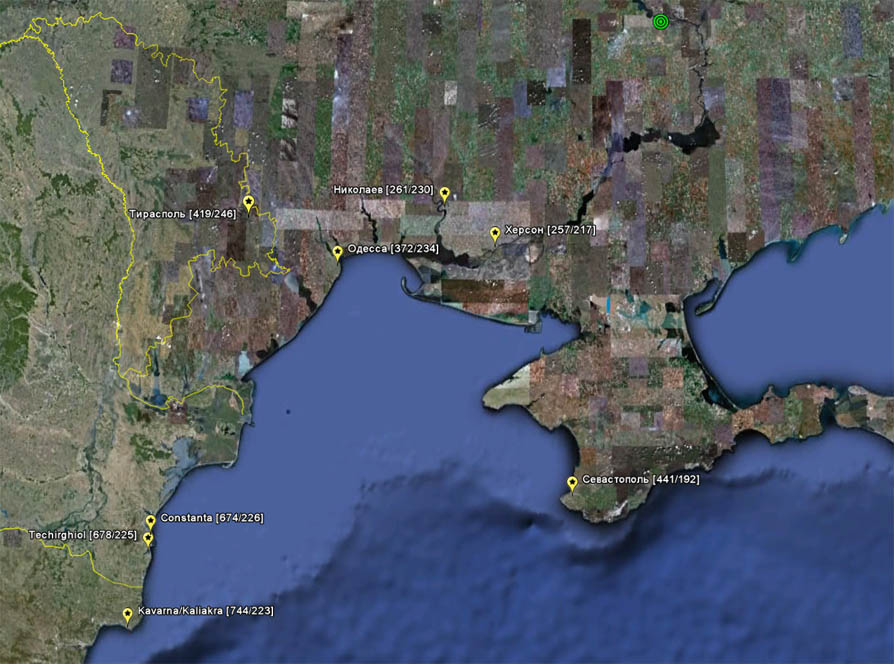 Николаев [261/230]
Тирасполь [419/246]
Херсон [257/217]
Одесса [372/234]
Севастополь [441/192]
Constanta [674/226]
Techirghiol [678/225]
Kavarna/Kaliakra [744/223]